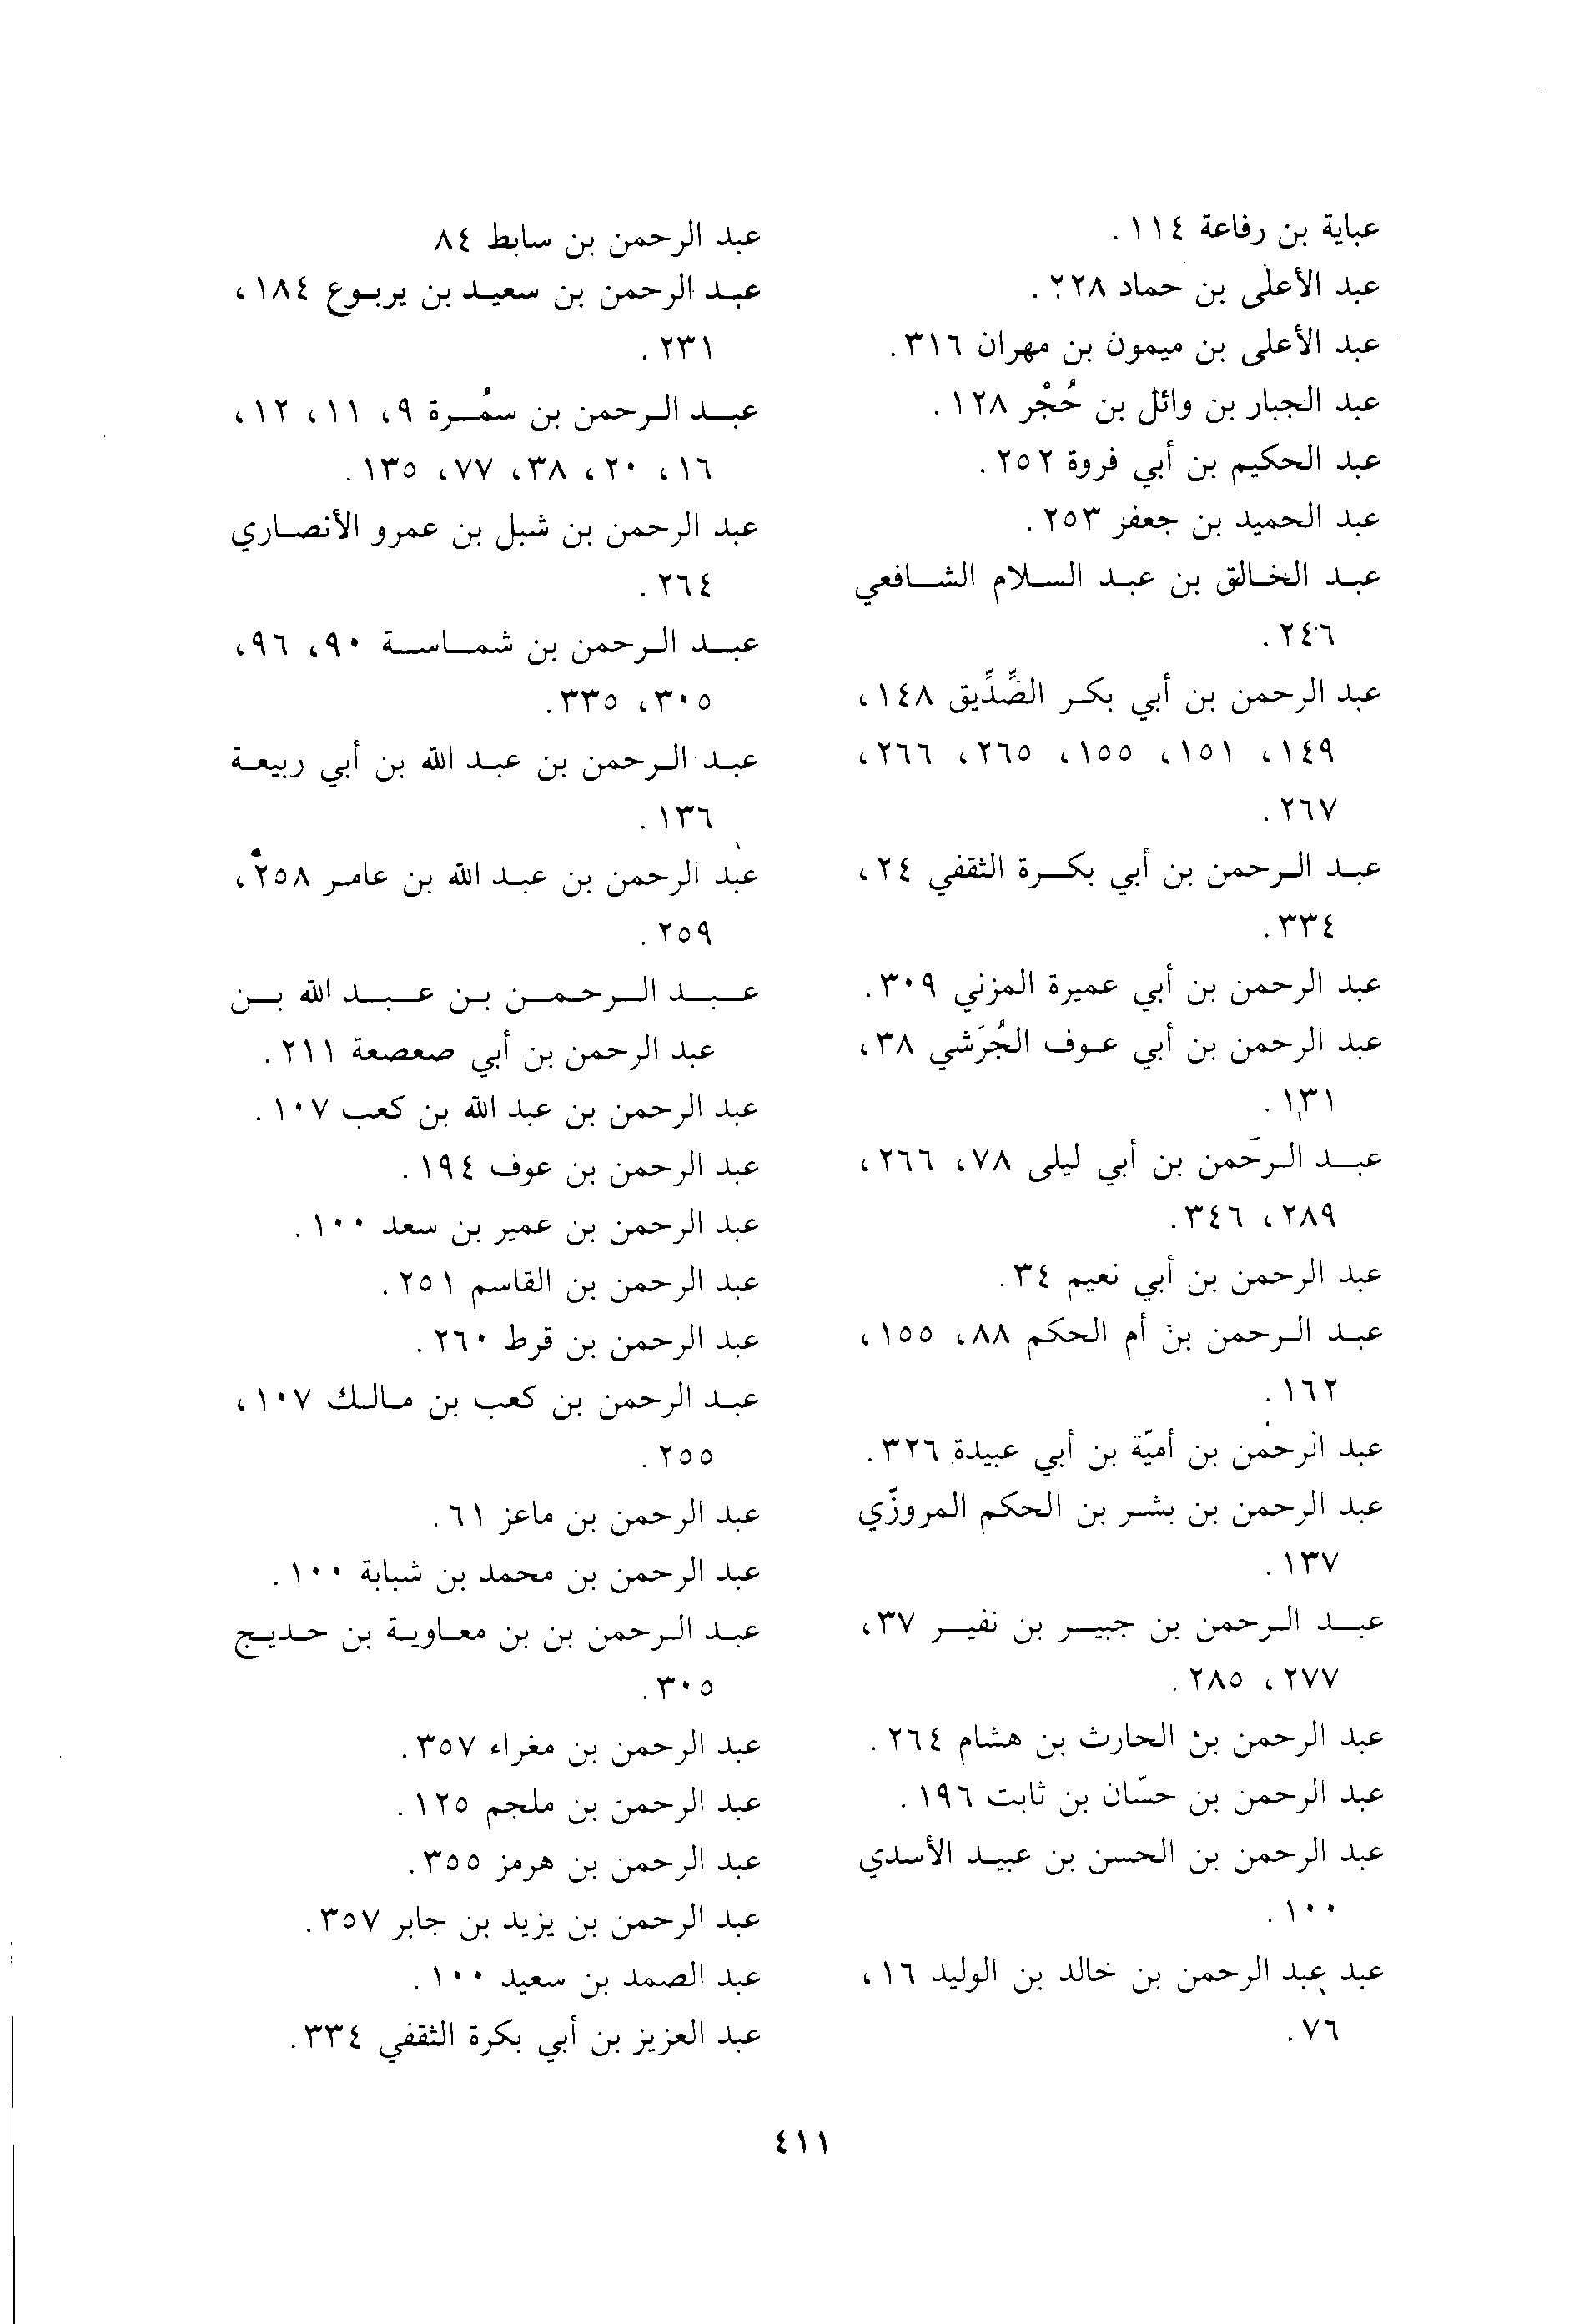 عباية بن رفاعة ١١٤.
عبد الأعلى بن حماد ٢٢٨.
عبد الأعلى بن ميمون بن مهران ٣١٦.
عبد الجبار بن وائل بن حُجْر ١٢٨.
عبد الحكيم بن أبي فروة ٢٥٢.
عبد الحميد بن جعفر ٢٥٣.
عبد الخالق بن عبد السلام الشافعي
٢٤٦.
عبد الرحمن بن أبي بكر الصِّدِّيق ١٤٨،
١٤٩، ١٥١، ١٥٥، ٢٦٥، ٢٦٦،
٢٦٧.
عبد الرحمن بن أبي بكرة الثقفي ٢٤،
٣٣٤.
عبد الرحمن بن أبي عميرة المزني ٣٠٩.
عبد الرحمن بن أبي عوف الجُرَشي ٣٨،
١٣١.
عبد الرحمن بن أبي ليلى ٧٨، ٢٦٦،
٢٨٩، ٣٤٦.
عبد الرحمن بن أبي نعيم ٣٤.
عبد الرحمن بن أم الحكم ٨٨، ١٥٥،
١٦٢.
عبد الرحمن بن أميّة بن أبي عبيدة ٣٢٦.
عبد الرحمن بن بشر بن الحكم المروزّي
١٣٧.
عبد الرحمن بن جبير بن نفير ٣٧،
٢٧٧، ٢٨٥.
عبد الرحمن بن الحارث بن هشام ٢٦٤.
عبد الرحمن بن حسّان بن ثابت ١٩٦.
عبد الرحمن بن الحسن بن عبيد الأسدي
١٠٠.
عبد عبد الرحمن بن خالد بن الوليد ١٦،
٧٦.
عبد الرحمن بن سابط ٨٤
عبد الرحمن بن سعيد بن يربوع ١٨٤،
٢٣١.
عبد الرحمن بن سمُرة ٩، ١١، ١٢،
١٦، ٢٠، ٣٨، ٧٧، ١٣٥.
عبد الرحمن بن شبل بن عمرو الأنصاري
٢٦٤.
عبد الرحمن بن شماسة ٩٠، ٩٦،
٣٠٥، ٣٣٥.
عبد الرحمن بن عبد الله بن أبي ربيعة
١٣٦.
عبد الرحمن بن عبد الله بن عامر ٢٥٨،
٢٥٩.
عبد الرحمن بن عبد الله بن
عبد الرحمن بن أبي صعصعة ٢١١.
عبد الرحمن بن عبد الله بن كعب ١٠٧.
عبد الرحمن بن عوف ١٩٤.
عبد الرحمن بن عمير بن سعد ١٠٠.
عبد الرحمن بن القاسم ٢٥١.
عبد الرحمن بن قرط ٢٦٠.
عبد الرحمن بن كعب بن مالك ١٠٧،
٢٥٥.
عبد الرحمن بن ماعز ٦١.
عبد الرحمن بن محمد بن شبابة ١٠٠.
عبد الرحمن بن بن معاوية بن حديج
٣٠٥.
عبد الرحمن بن مغراء ٣٥٧.
عبد الرحمن بن ملجم ١٢٥.
عبد الرحمن بن هرمز ٣٥٥.
عبد الرحمن بن يزيد بن جابر ٣٥٧.
عبد الصمد بن سعيد ١٠٠.
عبد العزيز بن أبي بكرة الثقفي ٣٣٤.
٤١١